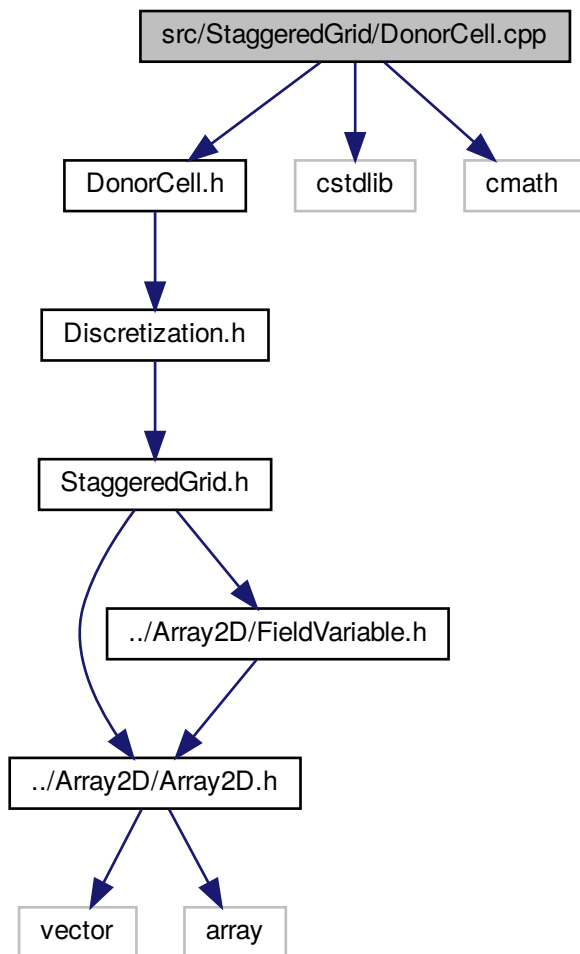 src/StaggeredGrid/DonorCell.cpp
DonorCell.h
cstdlib
cmath
Discretization.h
StaggeredGrid.h
../Array2D/FieldVariable.h
../Array2D/Array2D.h
vector
array